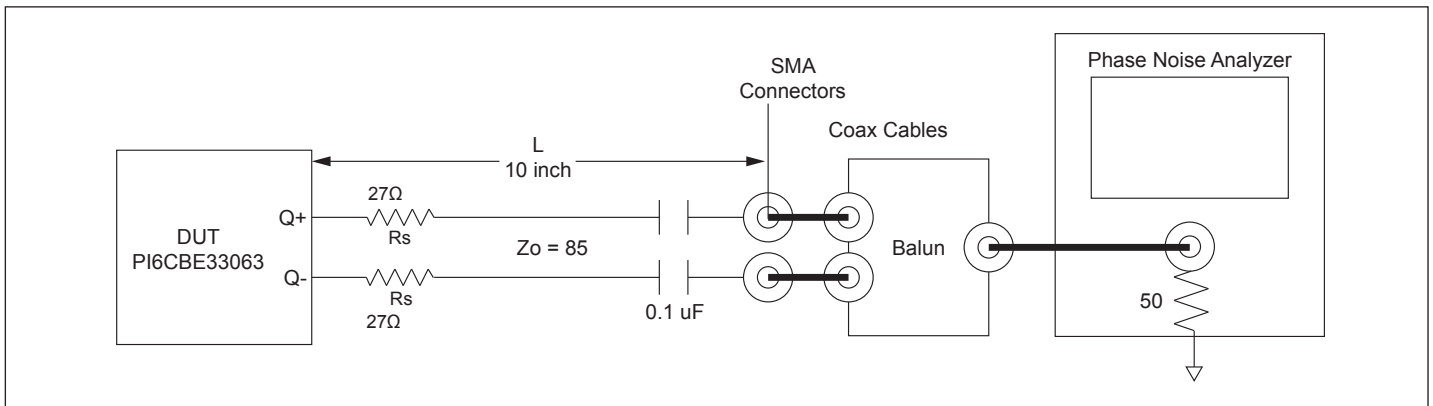 Phase Noise Analyzer
SMA
Connectors
Coax Cables
L
10 inch
27Ω
Rs
Q+
DUT
PI6CBE33063
Zo = 85
Balun
Q-
Rs
27Ω
0.1 uF
50